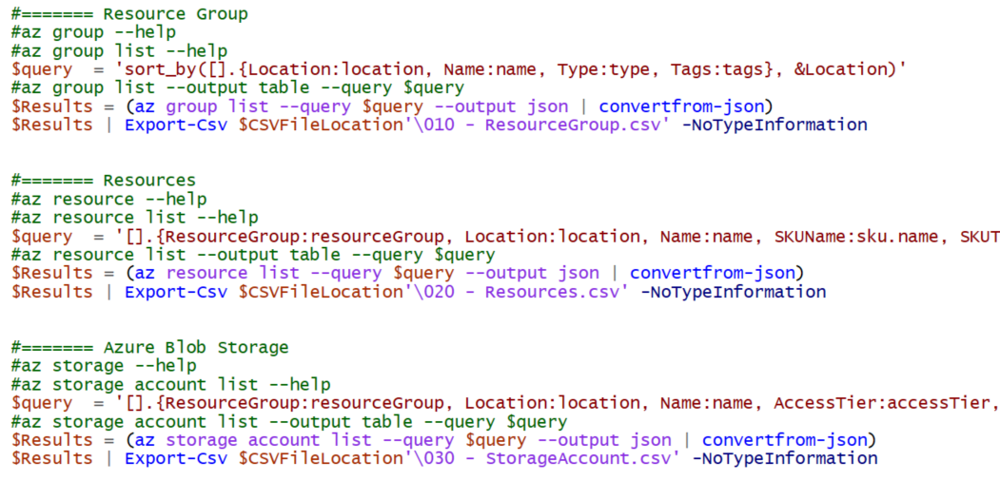 #======= Resource Group
#az group --help
#az group list --help
$query  = 'sort_by([].{Location:location, Name:name, Type:type, Tags:tags}, &Location)'
#az group list --output table --query $query
$Results = (az group list --query $query --output json | convertfrom-json)
$Results | Export-Csv $CSVFileLocation'\010 - ResourceGroup.csv' -NoTypeInformation
#======= Resources
#az resource --help
#az resource list --help
$query  = '[].{ResourceGroup:resourceGroup, Location:location, Name:name, SKUName:sku.name, SKUT
#az resource list --output table --query $query
$Results = (az resource list --query $query --output json | convertfrom-json)
$Results | Export-Csv $CSVFileLocation'\020 - Resources.csv' -NoTypeInformation
#======= Azure Blob Storage
#az storage --help
#az storage account list --help
$query  = '[].{ResourceGroup:resourceGroup, Location:location, Name:name, AccessTier:accessTier,
#az storage account list --output table --query $query
$Results = (az storage account list --query $query --output json | convertfrom-json)
$Results | Export-Csv $CSVFileLocation'\030 - StorageAccount.csv' -NoTypeInformation